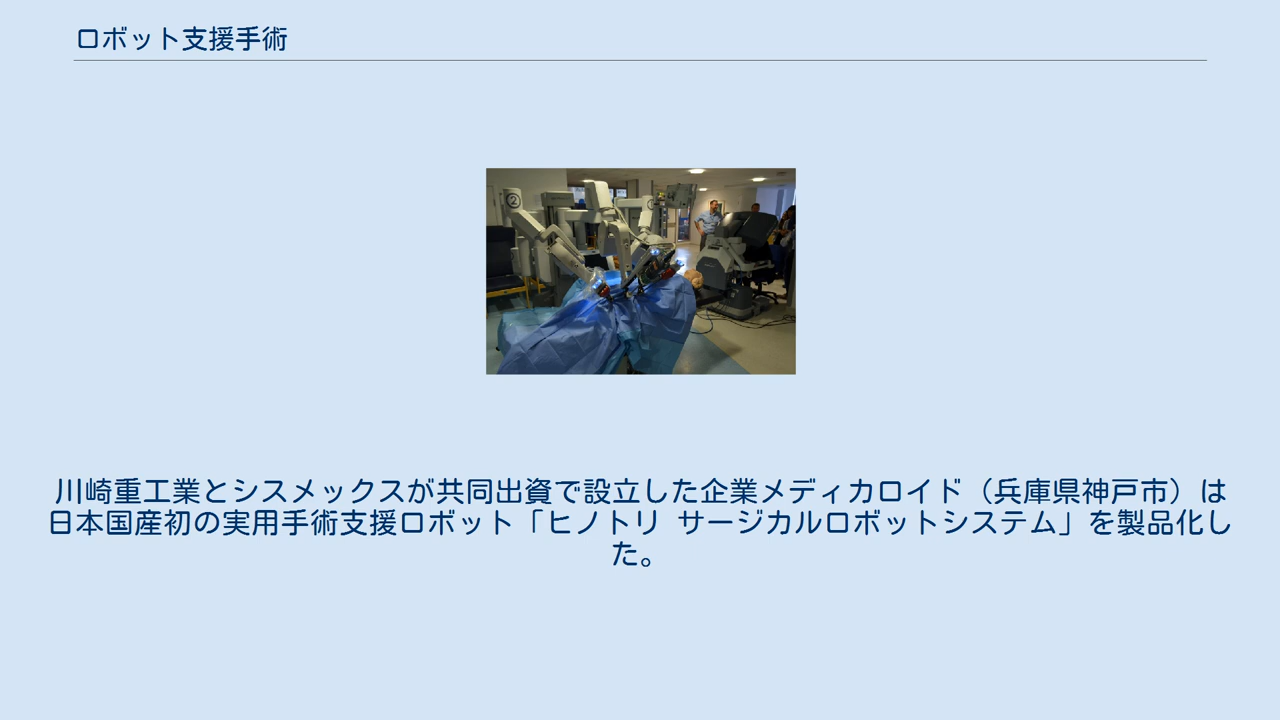 ロボット支援手術
②
川崎重工業とシスメックスが共同出資で設立した企業メディカロイド（兵庫県神戸市）は
日本国産初の実用手術支援ロボット「ヒノトリ サージカルロボットシステム」を製品化し
た。